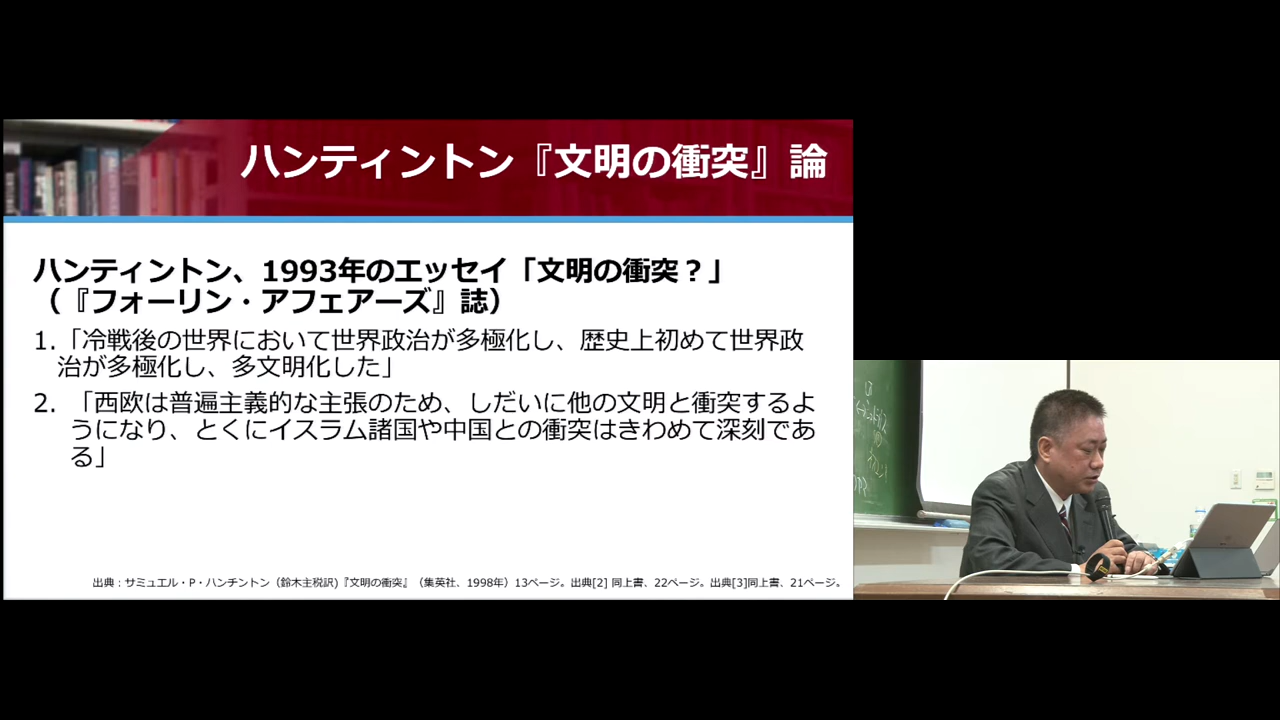 ハンティントン『文明の衝突』論
ハンティントン、1993年のエッセイ「文明の衝突？」
（『フォーリン・アフェアーズ』誌）
1.「冷戦後の世界において世界政治が多極化し、歴史上初めて世界政
治が多極化し、多文明化した」
2. 「西欧は普遍主義的な主張のため、しだいに他の文明と衝突するよ
うになり、とくにイスラム諸国や中国との衝突はきわめて深刻であ
る」
出典：サミュエル・P・ハンチントン（鈴木主税訳）『文明の衝突』（集英社、1998年）13ページ。出典[2] 同上書、22ページ。出典[3]同上書、21ページ。